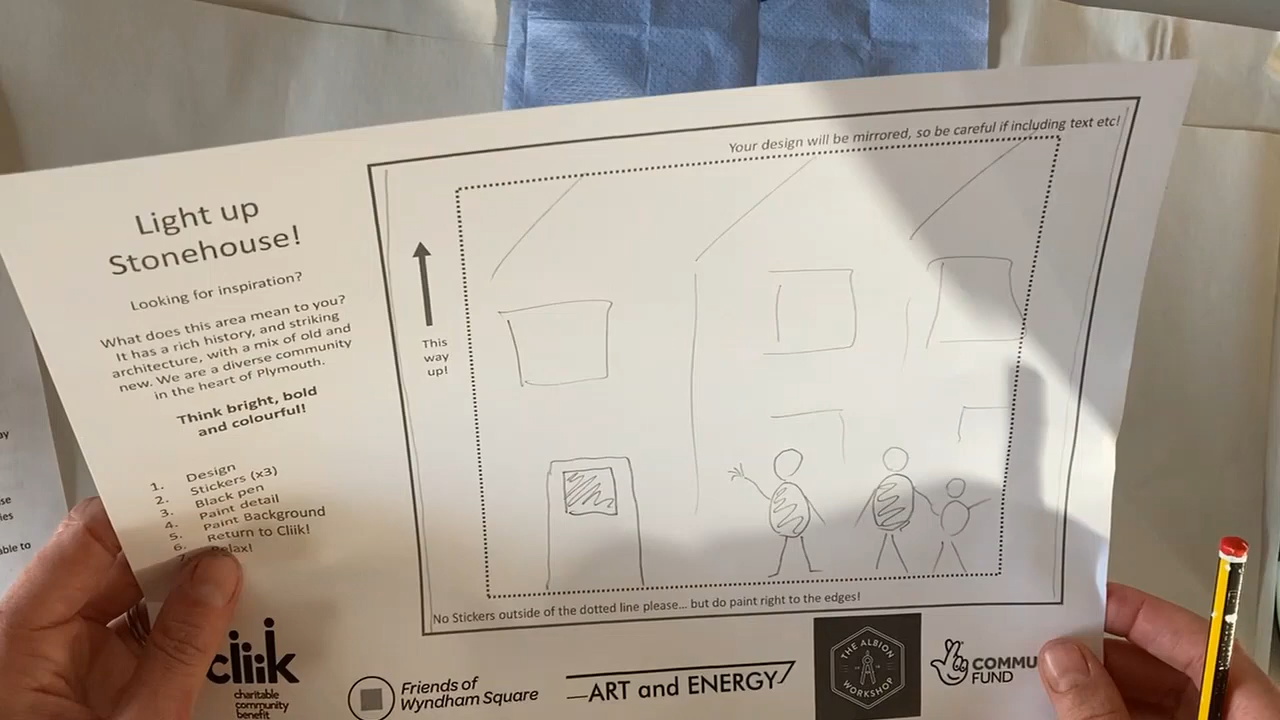 Your design will be mirrored, so be careful if including text etc!
Light up
Stonehouse!
Looking for inspiration?
What does this area mean to you?
It has a rich history, and striking
architecture, with a mix of old and
new. We are a diverse community
in the heart of Plymouth.
Think bright, bold
and colourful!
1. Design
2. Stickers (x3)
3. Black pen
4. Paint detail
5. Paint Background
6. Return to Cliik!
7. Relax!
This
way
up!
No Stickers outside of the dotted line please... but do paint right to the edges!
cliik
charitable
community
benefit
Friends of
Wyndham Square
ART and ENERGY
THE ALBION
WORKSHOP
COMMU
FUND
able to